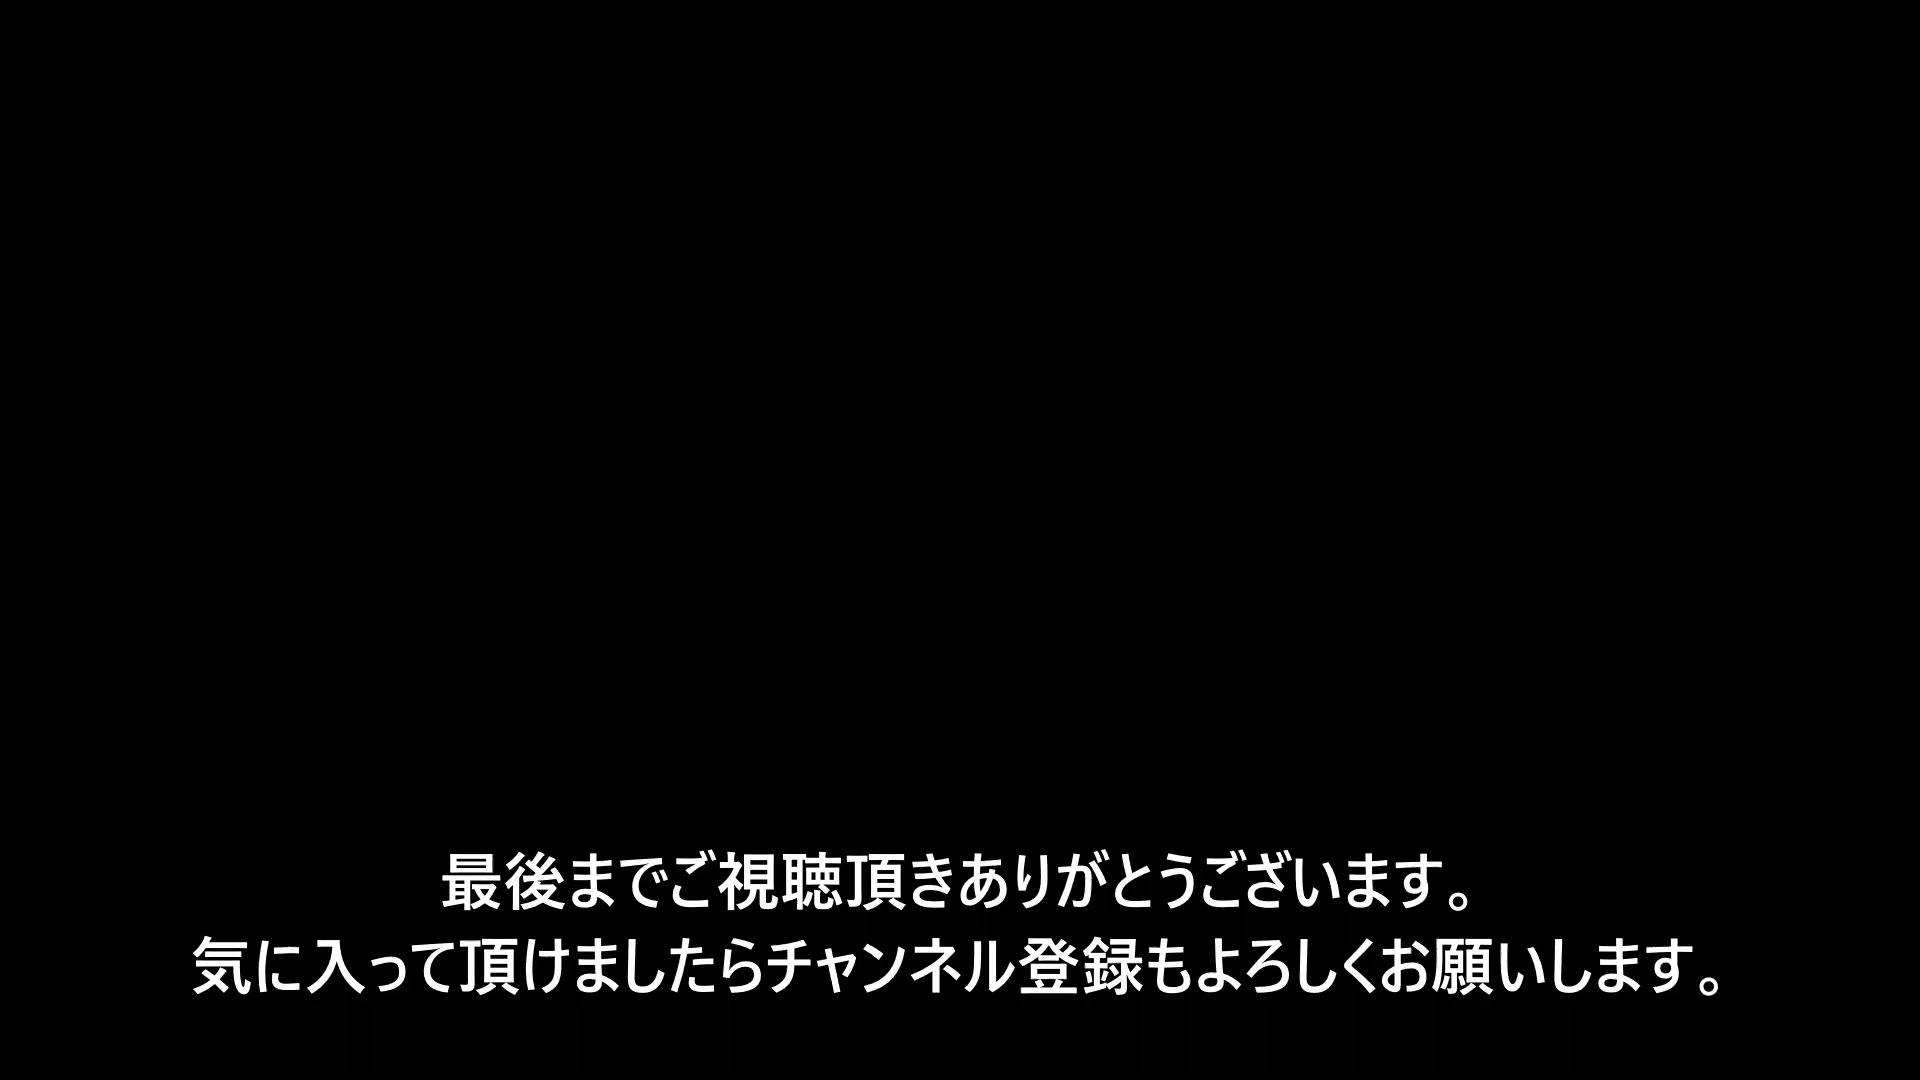 最後までご視聴頂きありがとうございます。
気に入って頂けましたらチャンネル登録もよろしくお願いします。